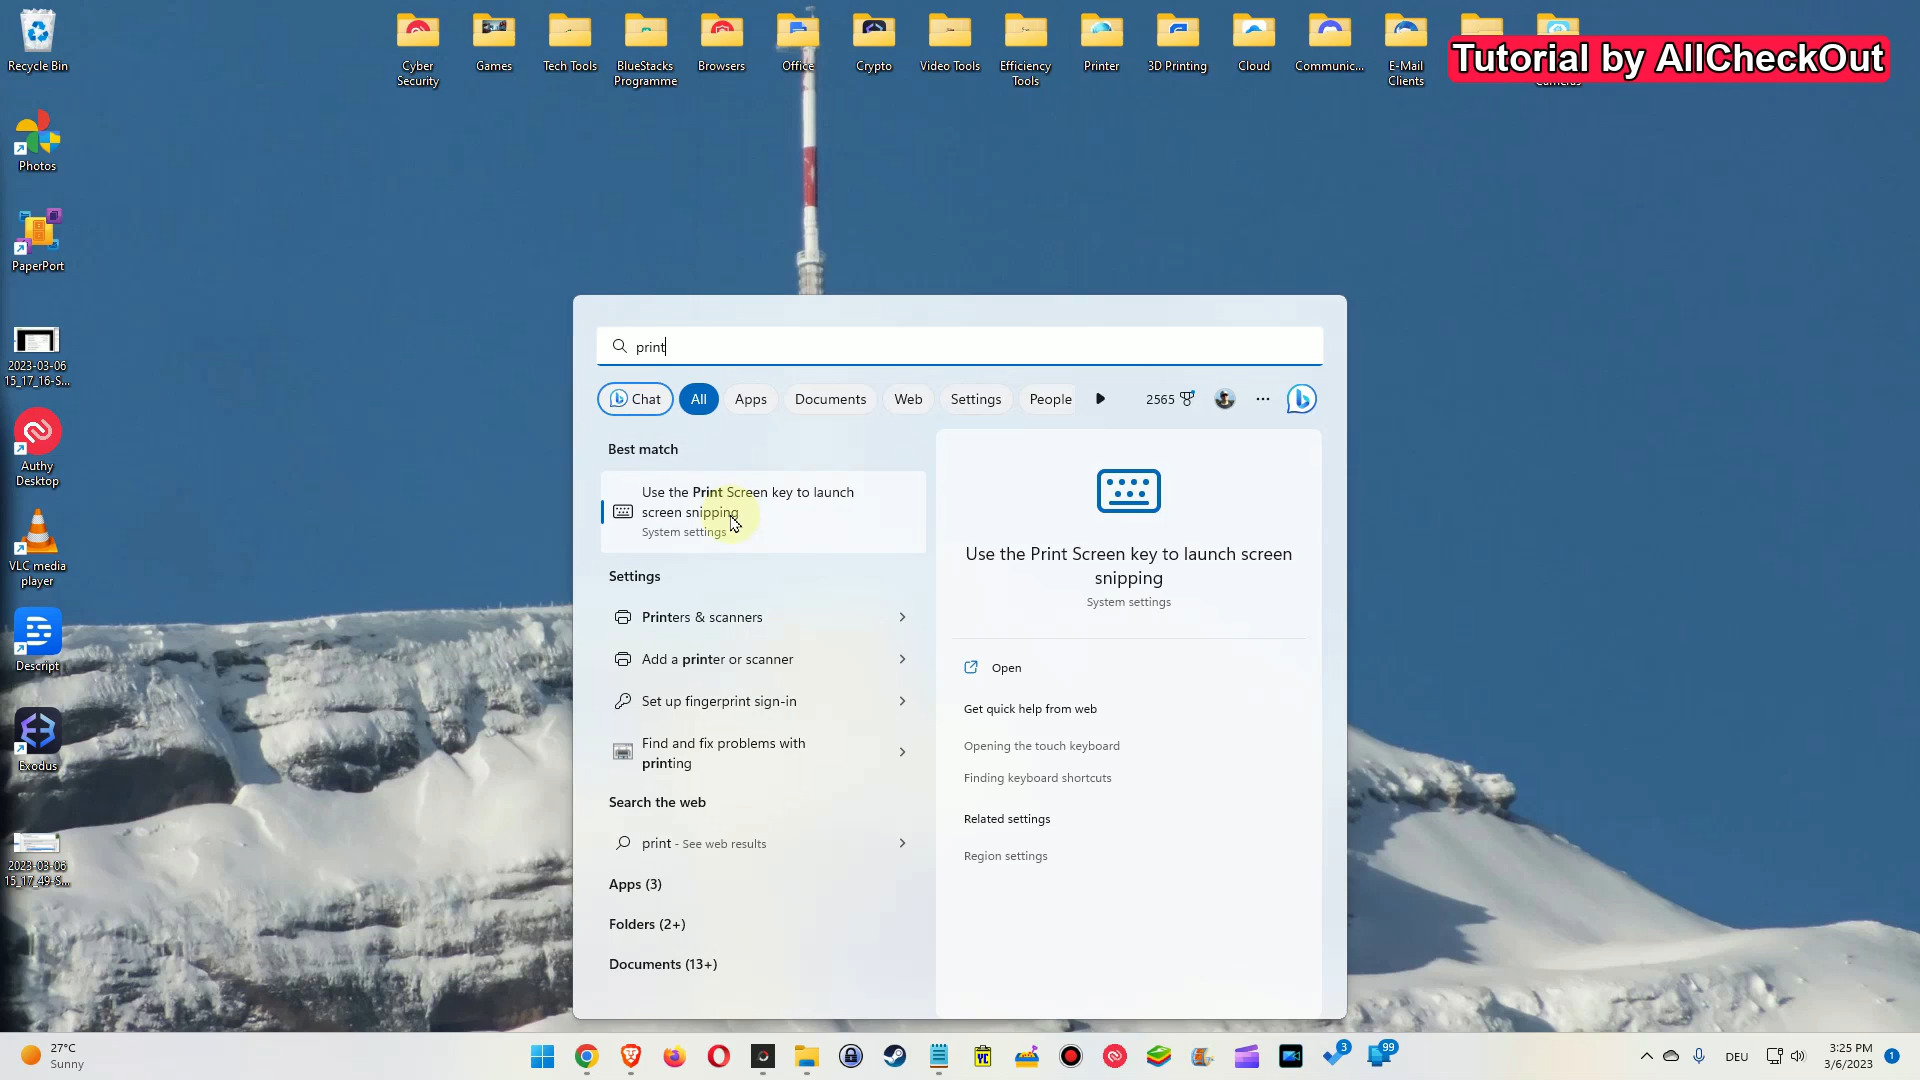 Recycle Bin
Cyber
Security
Games
Tech Tools
BlueStacks
Programme
Browsers
Office
Crypto
Video Tools
Efficiency
Tools
Printer
3D Printing
Cloud
Communic...
E-Mail
Clients
Tutorial by AllCheckOut
Photos
PaperPort
2023-03-06
15_17_16-S...
Authy
Desktop
VLC media
player
Descript
Exodus
2023-03-06
15_17_49-S...
print
Chat
All
Apps
Documents
Web
Settings
People
2565
Best match
Use the Print Screen key to launch
screen snipping
System settings
Settings
Printers & scanners
Add a printer or scanner
Set up fingerprint sign-in
Find and fix problems with
printing
Search the web
print - See web results
Apps (3)
Folders (2+)
Documents (13+)
Use the Print Screen key to launch screen
snipping
System settings
Open
Get quick help from web
Opening the touch keyboard
Finding keyboard shortcuts
Related settings
Region settings
27°C
Sunny
3
99
DEU
3:25 PM
3/6/2023
1